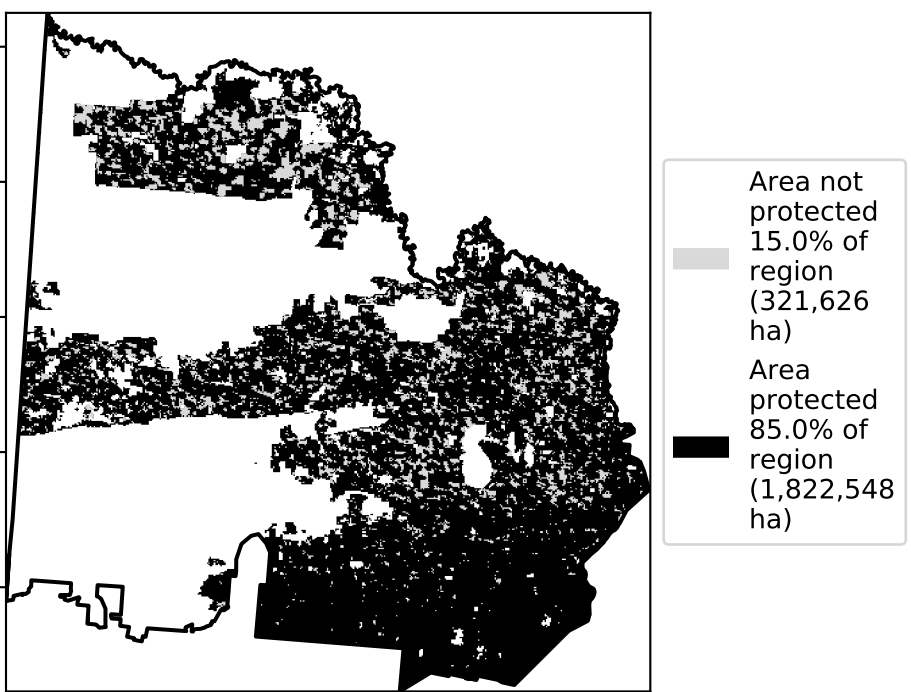 Area not
protected
15.0% of
region
(321,626
ha)
Area
protected
85.0% of
region
(1,822,548
ha)